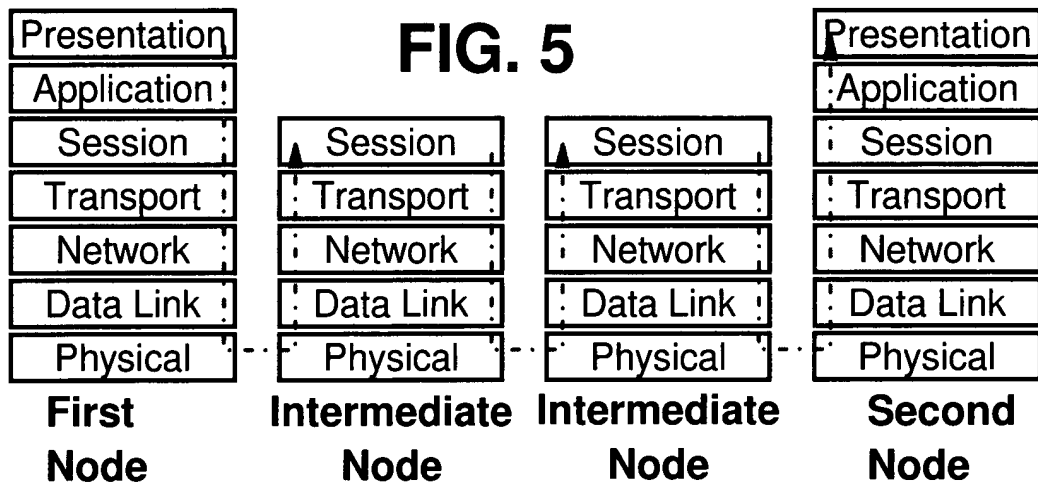 FIG. 5
Presentation
Application
Session
Transport
Network
Data Link
Physical
First
Node
Session
Transport
Network
Data Link
Physical
Intermediate
Node
Session
Transport
Network
Data Link
Physical
Intermediate
Node
Presentation
Application
Session
Transport
Network
Data Link
Physical
Second
Node